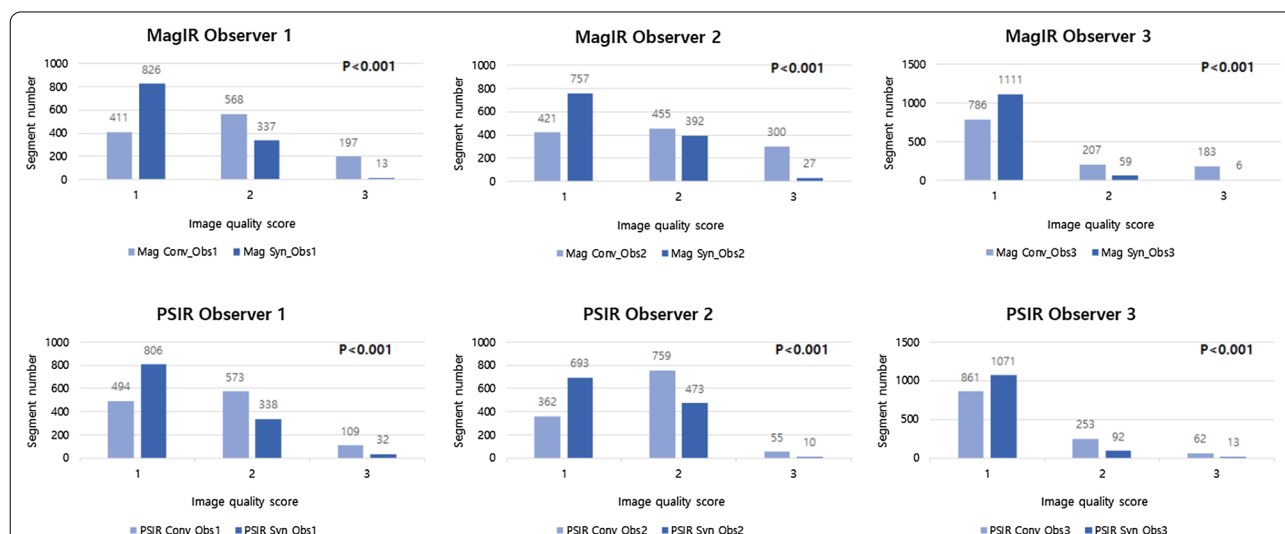 MagIR Observer 1
P<0.001
Segment number
1000
800
600
400
200
0
411
826
568
337
197
13
1 2 3
Image quality score
Mag Conv_Obs1 Mag Syn_Obs1
MagIR Observer 2
P<0.001
Segment number
1000
800
600
400
200
0
421
757
455
392
300
27
1 2 3
Image quality score
Mag Conv_Obs2 Mag Syn_Obs2
MagIR Observer 3
P<0.001
Segment number
1500
1000
500
0
786
1111
207
59
183
6
1 2 3
Image quality score
Mag Conv_Obs3 Mag Syn_Obs3
PSIR Observer 1
P<0.001
Segment number
1000
800
600
400
200
0
494
806
573
338
109
32
1 2 3
Image quality score
PSIR Conv_Obs1 PSIR Syn_Obs1
PSIR Observer 2
P<0.001
Segment number
1000
800
600
400
200
0
362
693
759
473
55
10
1 2 3
Image quality score
PSIR Conv_Obs2 PSIR Syn_Obs2
PSIR Observer 3
P<0.001
Segment number
1500
1000
500
0
861
1071
253
92
62
13
1 2 3
Image quality score
PSIR Conv_Obs3 PSIR Syn_Obs3